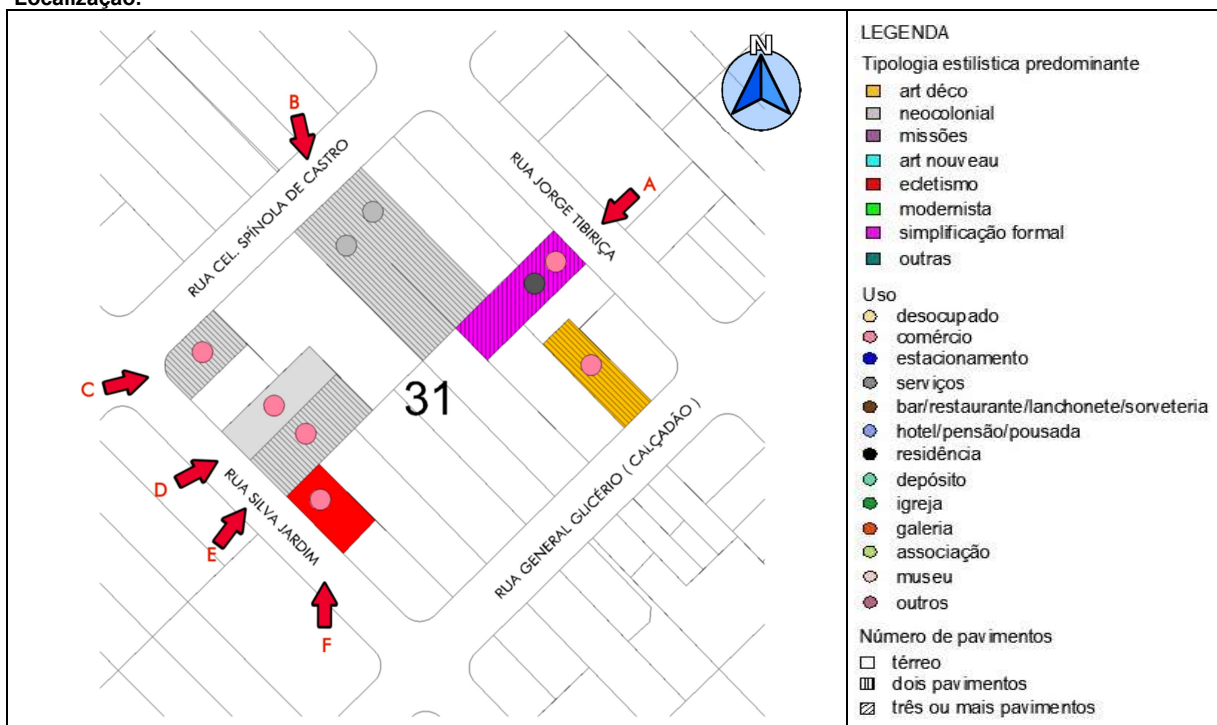 Localização:
N
B
RUA CEL. SPÍNOLA DE CASTRO
RUA JORGE TIBIRIÇA
A
C
31
D
RUA SILVA JARDIM
E
RUA GENERAL GLICÉRIO ( CALÇADÃO )
F
LEGENDA
Tipologia estilística predominante
art déco
neocolonial
missões
art nouveau
ecletismo
modernista
simplificação formal
outras
Uso
desocupado
comércio
estacionamento
serviços
bar/restaurante/lanchonete/sorveteria
hotel/pensão/pousada
residência
depósito
igreja
galeria
associação
museu
outros
Número de pavimentos
térreo
dois pavimentos
três ou mais pavimentos